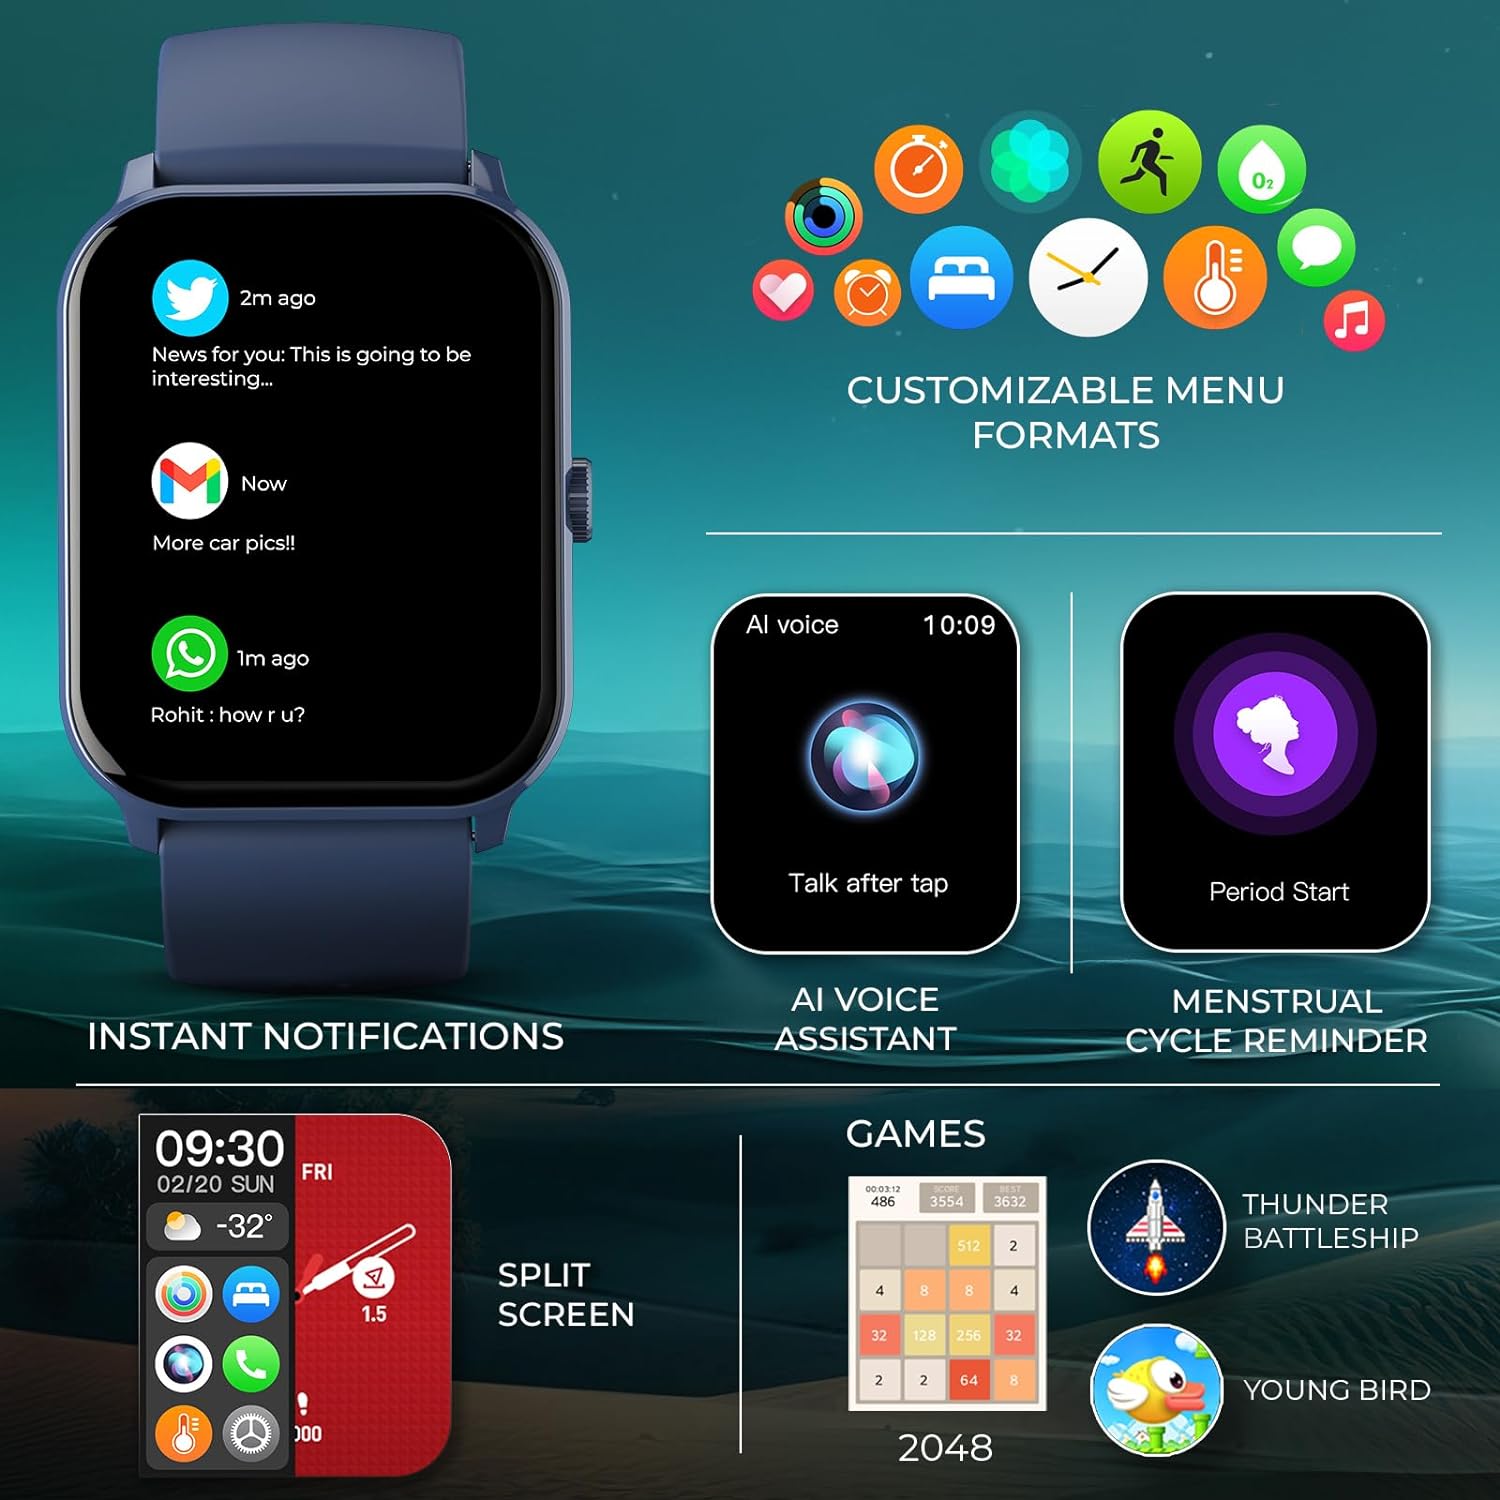 2m ago
News for you: This is going to be
interesting...
Now
More car pics!!
1m ago
Rohit : how r u?
INSTANT NOTIFICATIONS
O2
CUSTOMIZABLE MENU
FORMATS
AI voice 10:09
Talk after tap
AI VOICE
ASSISTANT
Period Start
MENSTRUAL
CYCLE REMINDER
09:30
02/20 SUN
-32°
FRI
1.5
000
SPLIT
SCREEN
GAMES
00:03:12 SCORE BEST
486 3554 3632
512 2
4 8 8 4
32 128 256 32
2 2 64 8
2048
THUNDER
BATTLESHIP
YOUNG BIRD